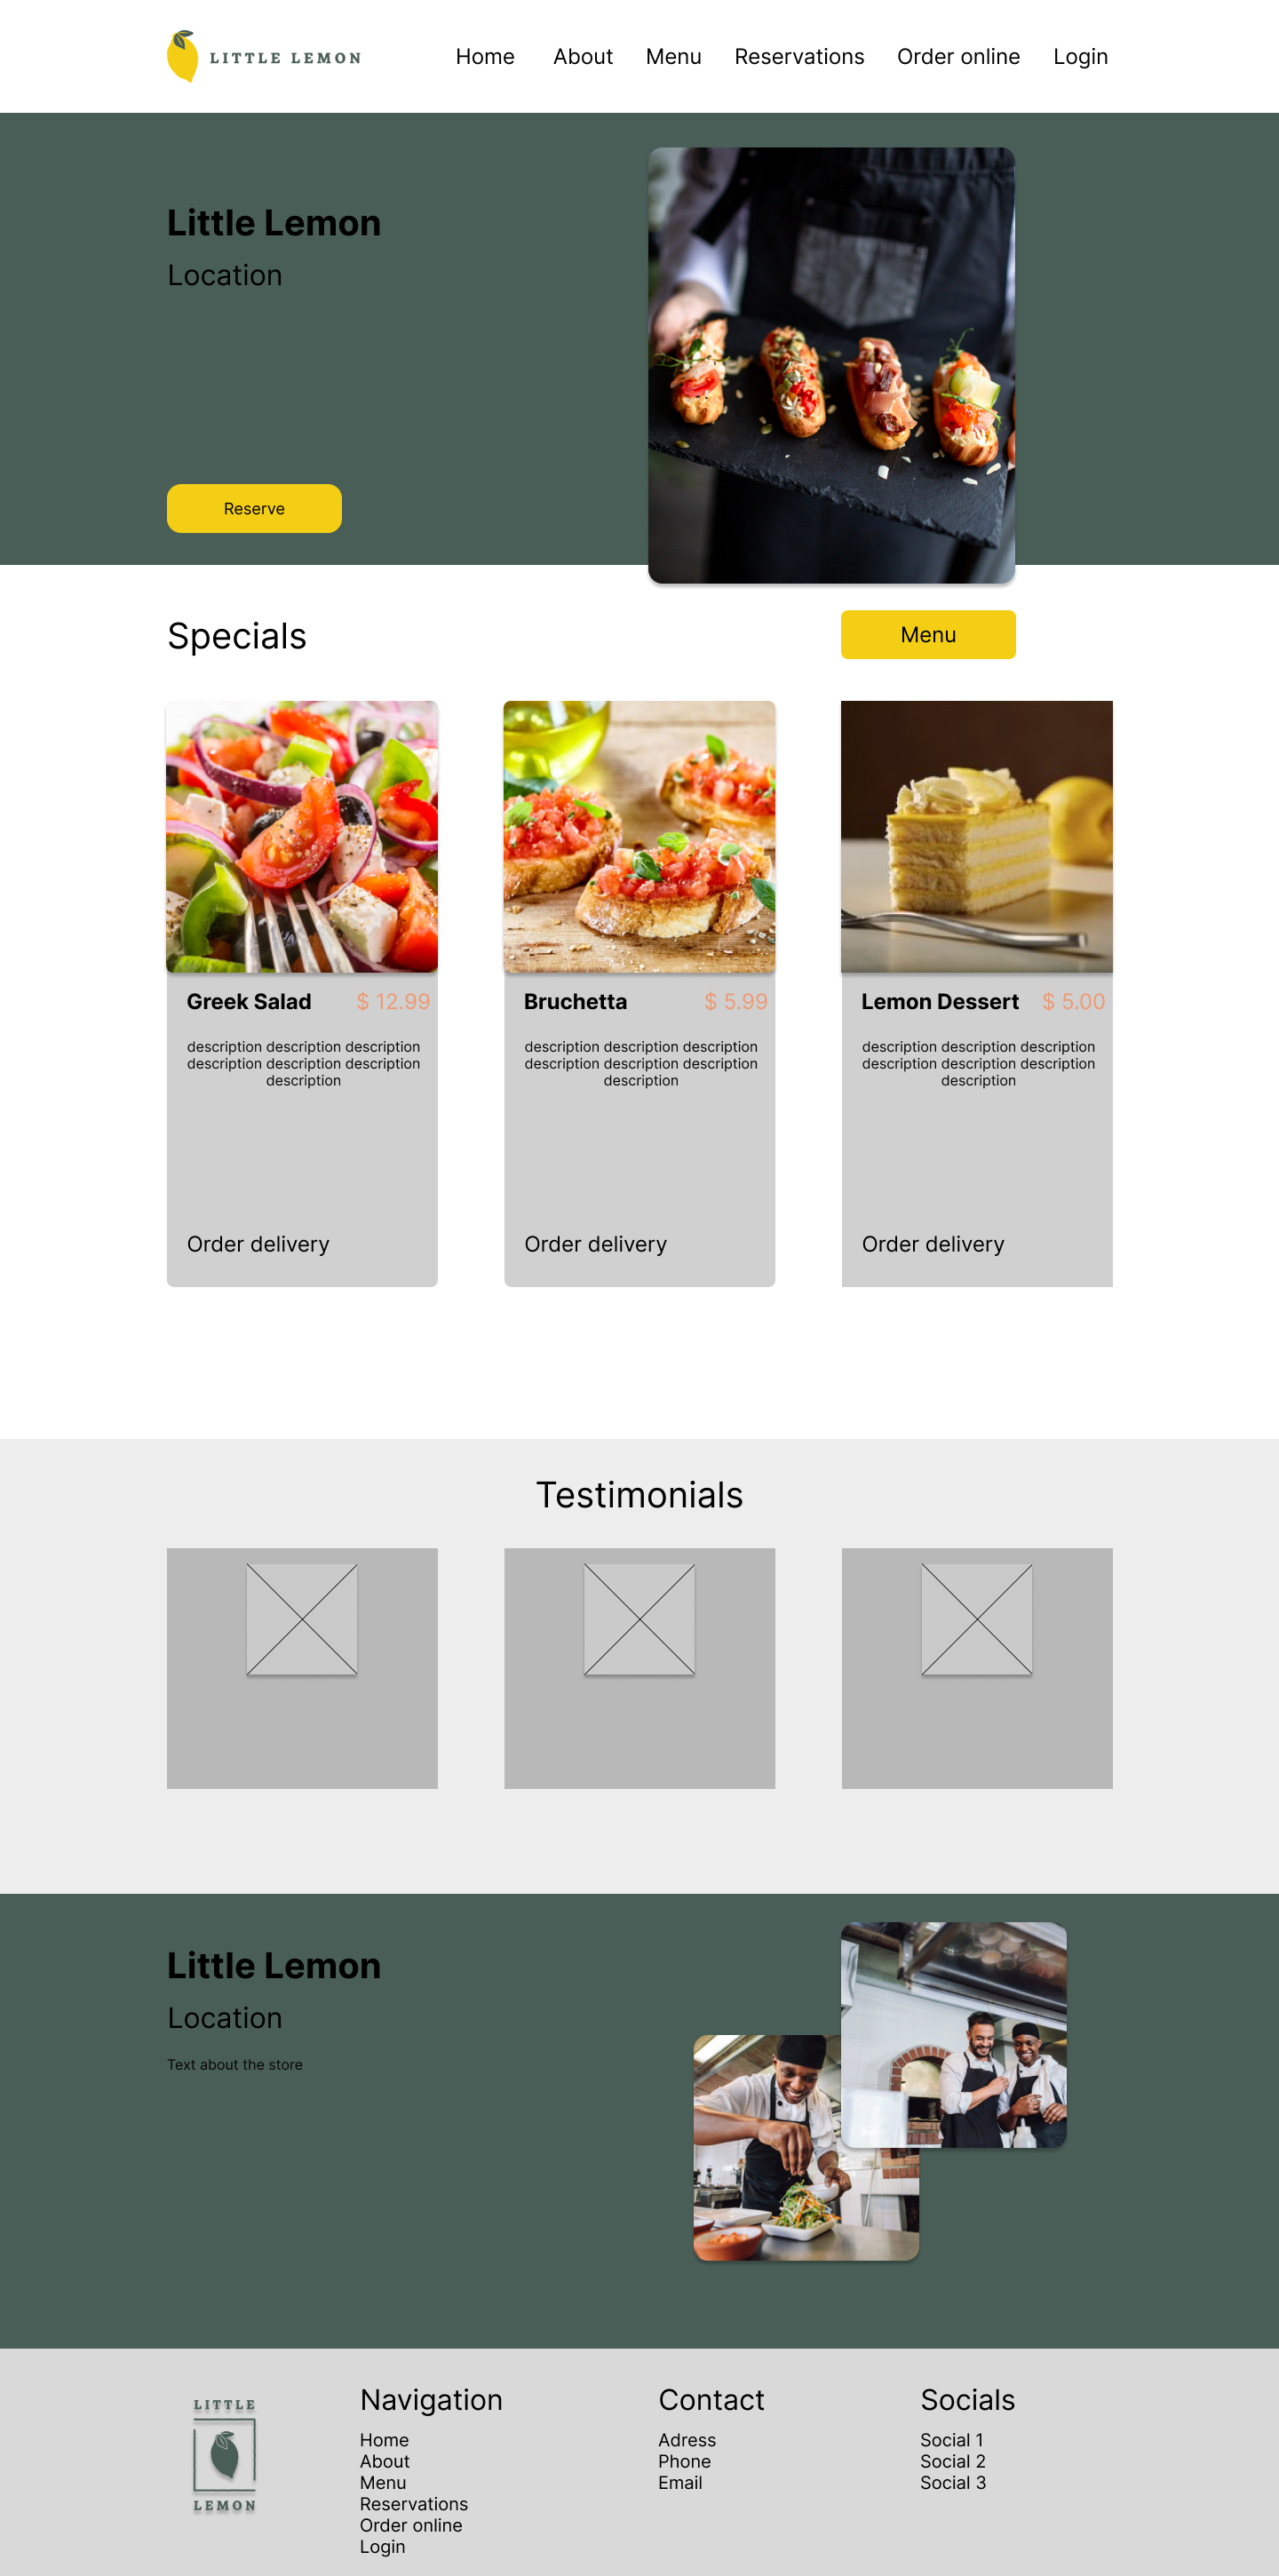 LITTLE LEMON
Home About Menu Reservations Order online Login
Little Lemon
Location
Reserve
Specials
Menu
Greek Salad $ 12.99
description description description
description description description
description
Order delivery
Bruchetta $ 5.99
description description description
description description description
description
Order delivery
Lemon Dessert $ 5.00
description description description
description description description
description
Order delivery
Testimonials
Little Lemon
Location
Text about the store
LITTLE
LEMON
Navigation
Home
About
Menu
Reservations
Order online
Login
Contact
Adress
Phone
Email
Socials
Social 1
Social 2
Social 3